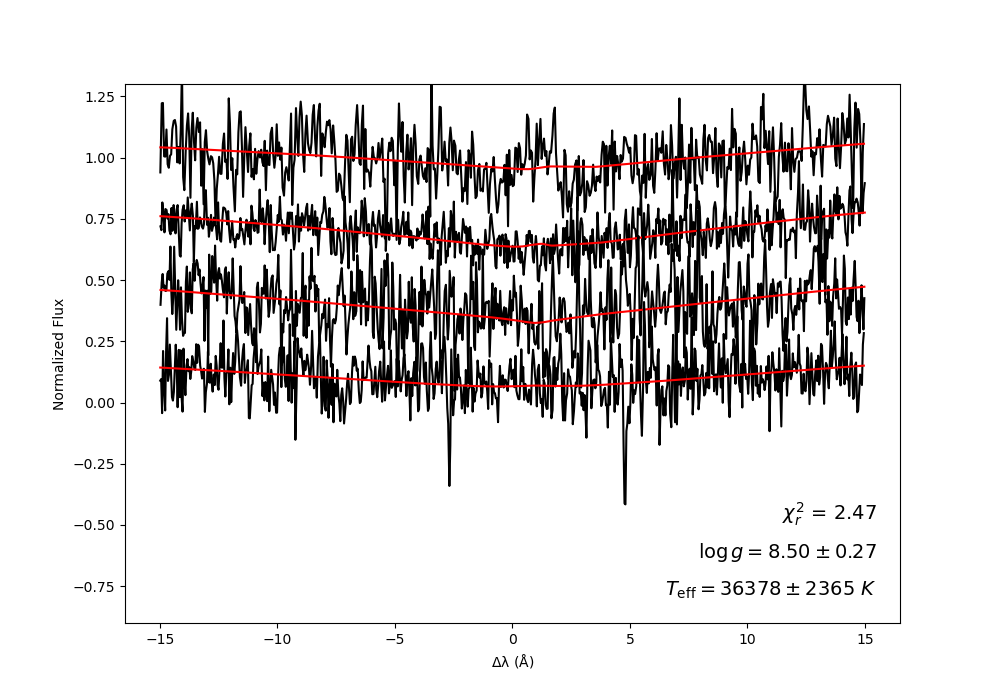 1.25
1.00
0.75
0.50
0.25
0.00
−0.25
−0.50
−0.75
Normalized Flux
χ²ᵣ = 2.47
log g = 8.50 ± 0.27
T_eff = 36378 ± 2365 K
−15 −10 −5 0 5 10 15
Δλ (Å)